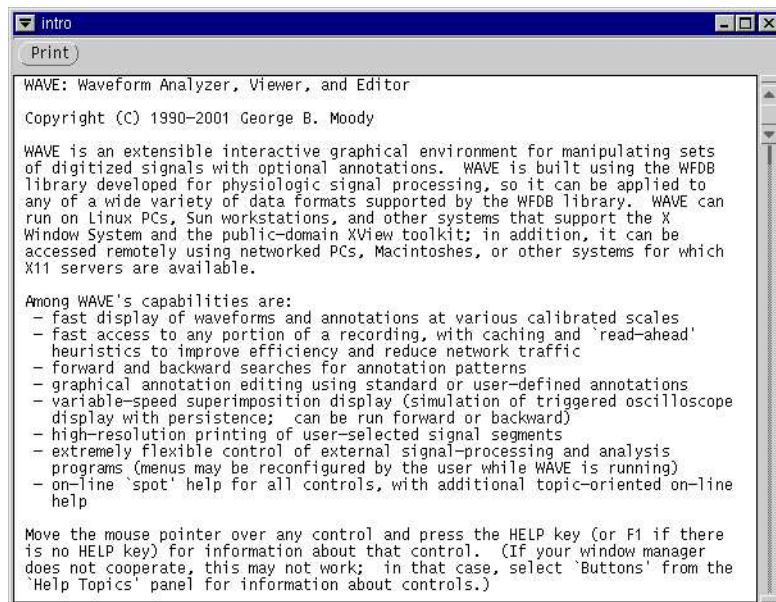 intro
Print
WAVE: Waveform Analyzer, Viewer, and Editor
Copyright (C) 1990–2001 George B. Moody
WAVE is an extensible interactive graphical environment for manipulating sets
of digitized signals with optional annotations.  WAVE is built using the WFDB
library developed for physiologic signal processing, so it can be applied to
any of a wide variety of data formats supported by the WFDB library.  WAVE can
run on Linux PCs, Sun workstations, and other systems that support the X
Window System and the public–domain XView toolkit; in addition, it can be
accessed remotely using networked PCs, Macintoshes, or other systems for which
X11 servers are available.
Among WAVE's capabilities are:
– fast display of waveforms and annotations at various calibrated scales
– fast access to any portion of a recording, with caching and `read–ahead'
heuristics to improve efficiency and reduce network traffic
– forward and backward searches for annotation patterns
– graphical annotation editing using standard or user–defined annotations
– variable–speed superimposition display (simulation of triggered oscilloscope
display with persistence;  can be run forward or backward)
– high–resolution printing of user–selected signal segments
– extremely flexible control of external signal–processing and analysis
programs (menus may be reconfigured by the user while WAVE is running)
– on–line `spot' help for all controls, with additional topic–oriented on–line
help
Move the mouse pointer over any control and press the HELP key (or F1 if there
is no HELP key) for information about that control.  (If your window manager
does not cooperate, this may not work;  in that case, select `Buttons' from the
`Help Topics' panel for information about controls.)